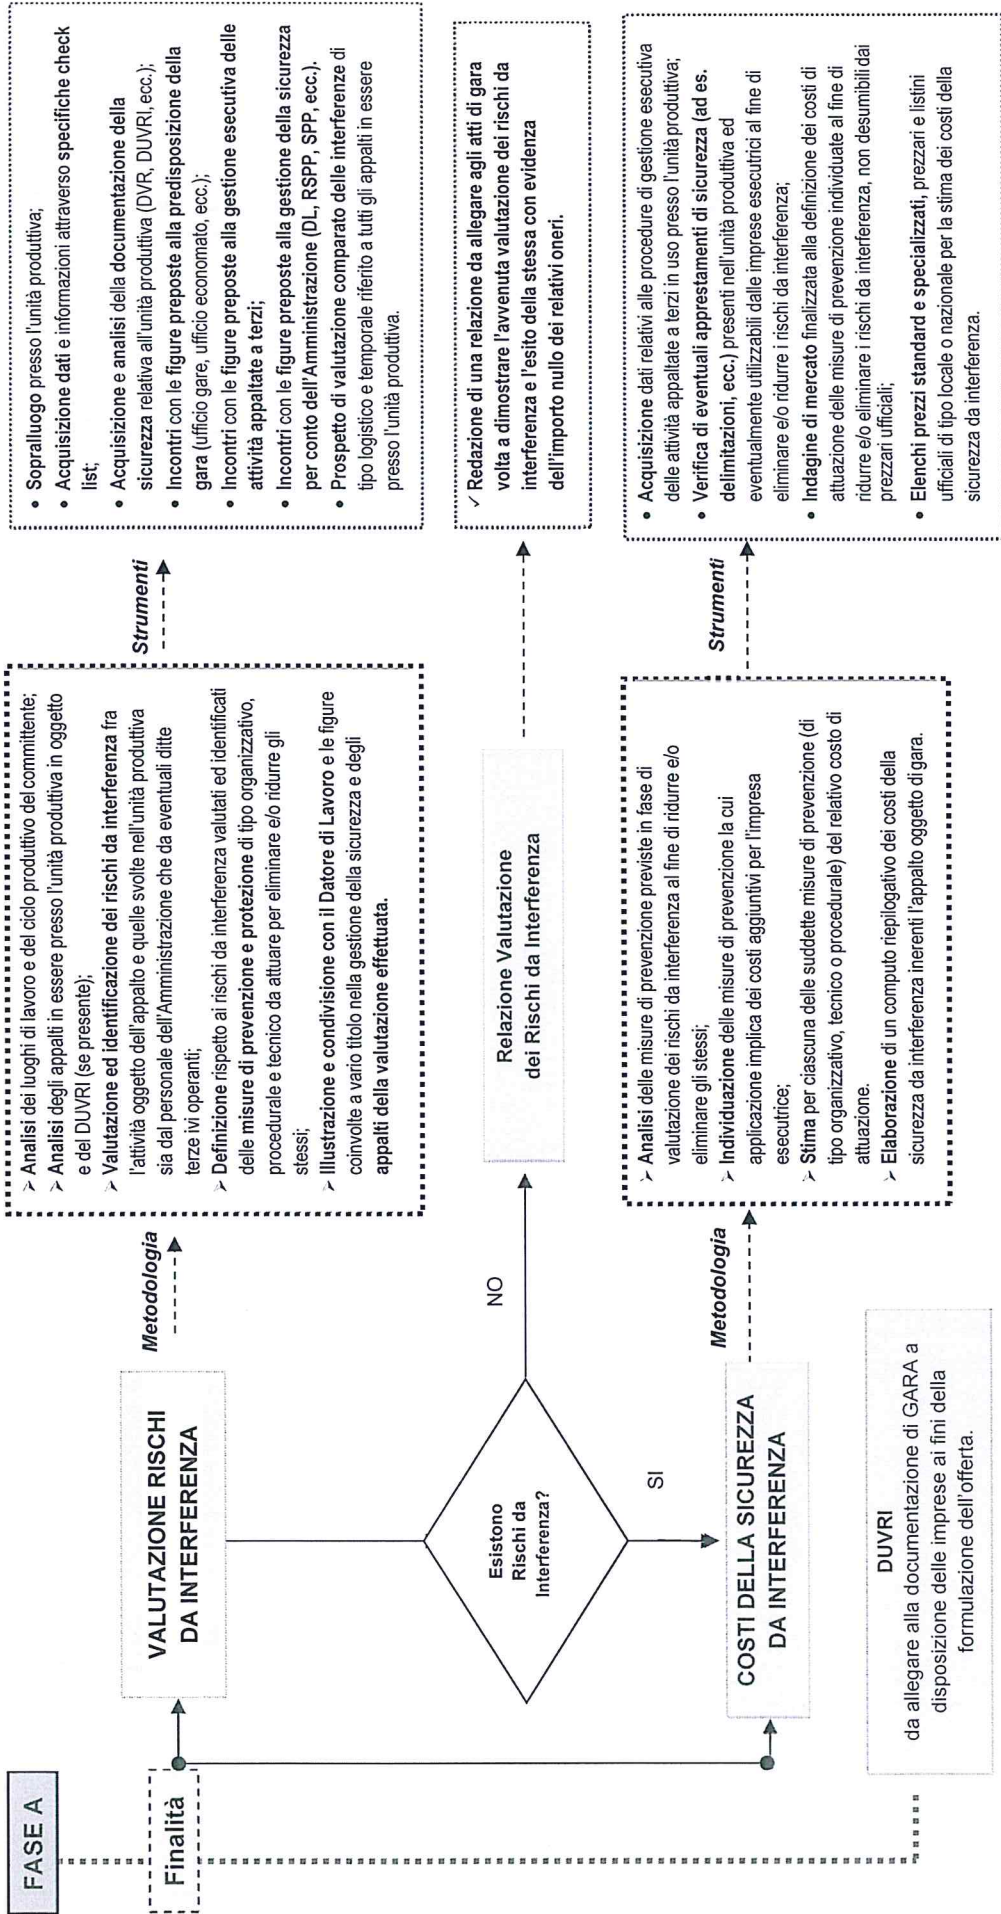 FASE A
Finalità
VALUTAZIONE RISCHI
DA INTERFERENZA
Metodologia
➢ Analisi dei luoghi di lavoro e del ciclo produttivo del committente;
➢ Analisi degli appalti in essere presso l'unità produttiva in oggetto
e del DUVRI (se presente);
➢ Valutazione ed identificazione dei rischi da interferenza fra
l'attività oggetto dell'appalto e quelle svolte nell'unità produttiva
sia dal personale dell'Amministrazione che da eventuali ditte
terze ivi operanti;
➢ Definizione rispetto ai rischi da interferenza valutati ed identificati
delle misure di prevenzione e protezione di tipo organizzativo,
procedurale e tecnico da attuare per eliminare e/o ridurre gli
stessi;
➢ Illustrazione e condivisione con il Datore di Lavoro e le figure
coinvolte a vario titolo nella gestione della sicurezza e degli
appalti della valutazione effettuata.
Strumenti
• Sopralluogo presso l'unità produttiva;
• Acquisizione dati e informazioni attraverso specifiche check
list;
• Acquisizione e analisi della documentazione della
sicurezza relativa all'unità produttiva (DVR, DUVRI, ecc.);
• Incontri con le figure preposte alla predisposizione della
gara (ufficio gare, ufficio economato, ecc.);
• Incontri con le figure preposte alla gestione esecutiva delle
attività appaltate a terzi;
• Incontri con le figure preposte alla gestione della sicurezza
per conto dell'Amministrazione (DL, RSPP, SPP, ecc.).
• Prospetto di valutazione comparato delle interferenze di
tipo logistico e temporale riferito a tutti gli appalti in essere
presso l'unità produttiva.
Esistono
Rischi da
Interferenza?
NO
SI
Relazione Valutazione
dei Rischi da Interferenza
✓ Redazione di una relazione da allegare agli atti di gara
volta a dimostrare l'avvenuta valutazione dei rischi da
interferenza e l'esito della stessa con evidenza
dell'importo nullo dei relativi oneri.
COSTI DELLA SICUREZZA
DA INTERFERENZA
Metodologia
➢ Analisi delle misure di prevenzione previste in fase di
valutazione dei rischi da interferenza al fine di ridurre e/o
eliminare gli stessi;
➢ Individuazione delle misure di prevenzione la cui
applicazione implica dei costi aggiuntivi per l'impresa
esecutrice;
➢ Stima per ciascuna delle suddette misure di prevenzione (di
tipo organizzativo, tecnico o procedurale) del relativo costo di
attuazione.
➢ Elaborazione di un computo riepilogativo dei costi della
sicurezza da interferenza inerenti l'appalto oggetto di gara.
Strumenti
• Acquisizione dati relativi alle procedure di gestione esecutiva
delle attività appaltate a terzi in uso presso l'unità produttiva;
• Verifica di eventuali apprestamenti di sicurezza (ad es.
delimitazioni, ecc.) presenti nell'unità produttiva ed
eventualmente utilizzabili dalle imprese esecutrici al fine di
eliminare e/o ridurre i rischi da interferenza;
• Indagine di mercato finalizzata alla definizione dei costi di
attuazione delle misure di prevenzione individuate al fine di
ridurre e/o eliminare i rischi da interferenza, non desumibili dai
prezzari ufficiali;
• Elenchi prezzi standard e specializzati, prezzari e listini
ufficiali di tipo locale o nazionale per la stima dei costi della
sicurezza da interferenza.
DUVRI
da allegare alla documentazione di GARA a
disposizione delle imprese ai fini della
formulazione dell'offerta.